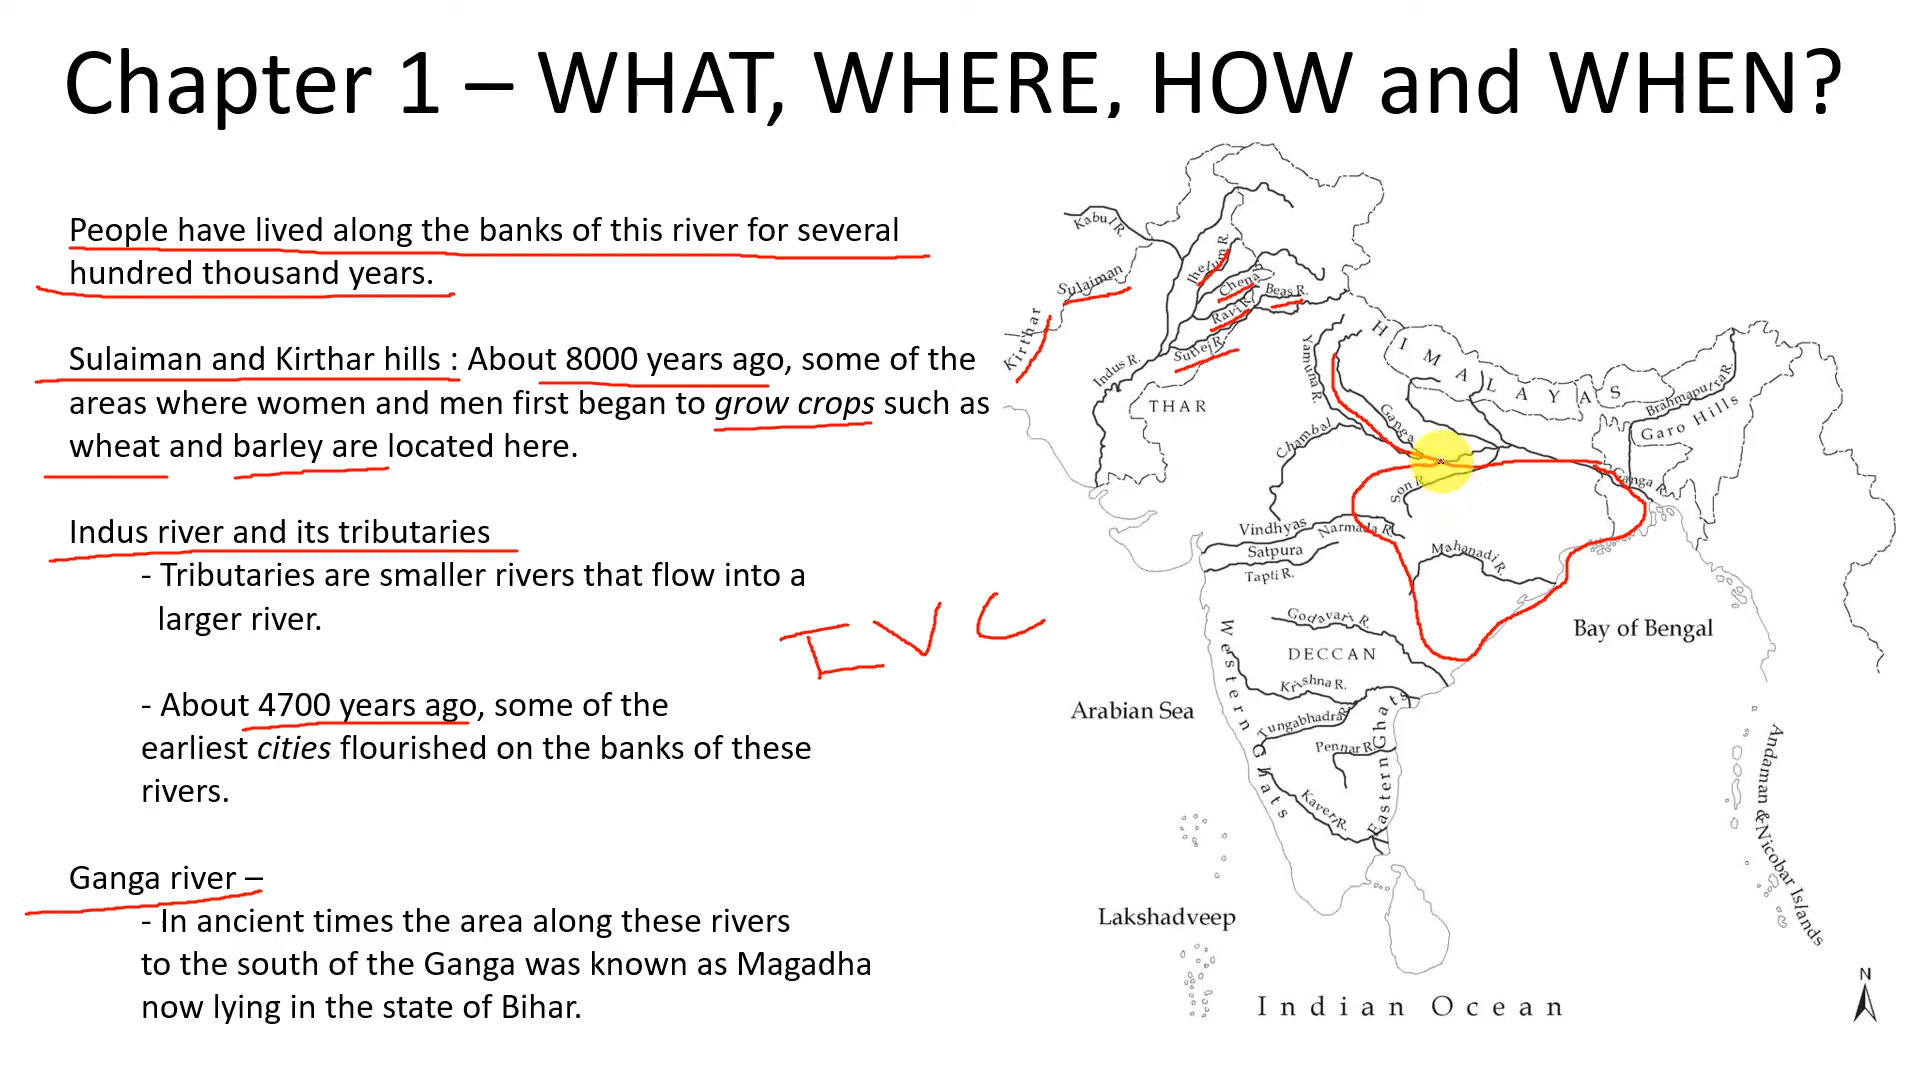 Chapter 1 – WHAT, WHERE, HOW and WHEN?
People have lived along the banks of this river for several
hundred thousand years.
Sulaiman and Kirthar hills : About 8000 years ago, some of the
areas where women and men first began to grow crops such as
wheat and barley are located here.
Indus river and its tributaries
- Tributaries are smaller rivers that flow into a
larger river.
- About 4700 years ago, some of the
earliest cities flourished on the banks of these
rivers.
Ganga river –
- In ancient times the area along these rivers
to the south of the Ganga was known as Magadha
now lying in the state of Bihar.
IVC
Kabul R.
Sulaiman
Kirthar
Jhelum R.
Chenab
Beas R.
Ravi R.
Sutlej R.
Indus R.
THAR
HIMALAYAS
Yamuna R.
Ganga
Chambal
Son R.
Brahmaputra R.
Garo Hills
Ganga R.
Vindhyas
Narmada R.
Satpura
Tapti R.
Mahanadi R.
Godavari R.
DECCAN
Krishna R.
Tungabhadra R.
Pennar R.
Kaveri R.
Western Ghats
Eastern Ghats
Arabian Sea
Bay of Bengal
Lakshadveep
Andaman & Nicobar Islands
Indian Ocean
N